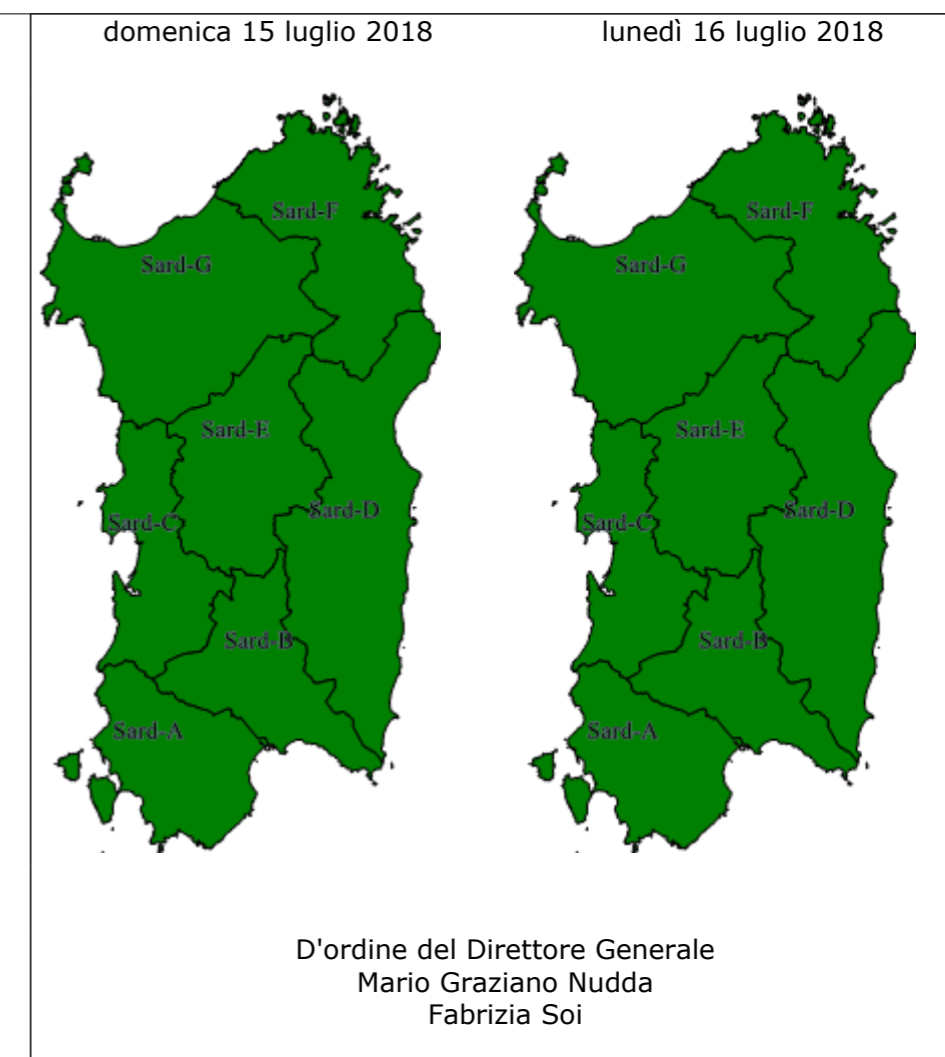 domenica 15 luglio 2018
lunedì 16 luglio 2018
Sard-F
Sard-G
Sard-E
Sard-D
Sard-C
Sard-B
Sard-A
Sard-F
Sard-G
Sard-E
Sard-D
Sard-C
Sard-B
Sard-A
D'ordine del Direttore Generale
Mario Graziano Nudda
Fabrizia Soi